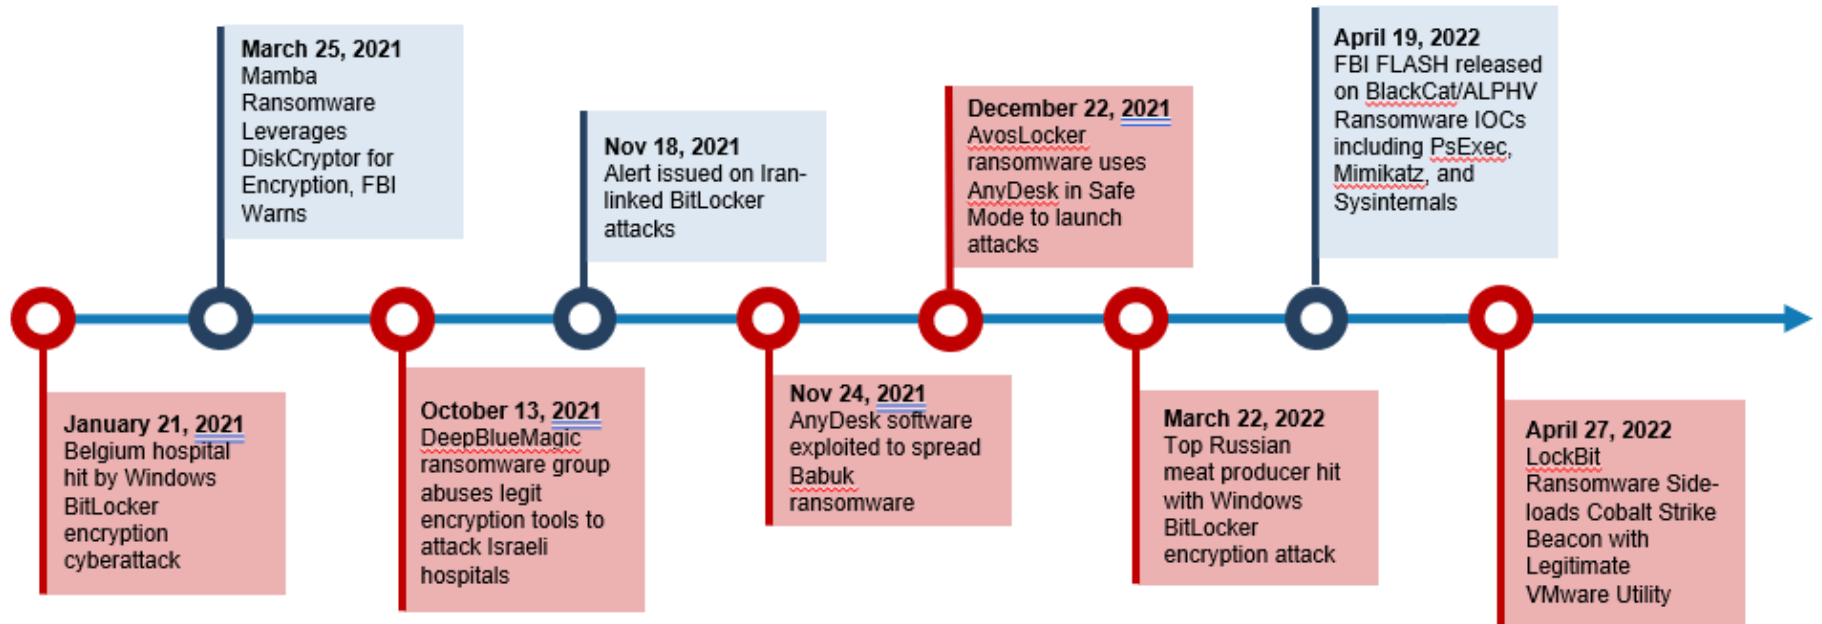 March 25, 2021
Mamba
Ransomware
Leverages
DiskCryptor for
Encryption, FBI
Warns
Nov 18, 2021
Alert issued on Iran-
linked BitLocker
attacks
December 22, 2021
AvosLocker
ransomware uses
AnyDesk in Safe
Mode to launch
attacks
April 19, 2022
FBI FLASH released
on BlackCat/ALPHV
Ransomware IOCs
including PsExec,
Mimikatz, and
Sysinternals
January 21, 2021
Belgium hospital
hit by Windows
BitLocker
encryption
cyberattack
October 13, 2021
DeepBlueMagic
ransomware group
abuses legit
encryption tools to
attack Israeli
hospitals
Nov 24, 2021
AnyDesk software
exploited to spread
Babuk
ransomware
March 22, 2022
Top Russian
meat producer hit
with Windows
BitLocker
encryption attack
April 27, 2022
LockBit
Ransomware Side-
loads Cobalt Strike
Beacon with
Legitimate
VMware Utility